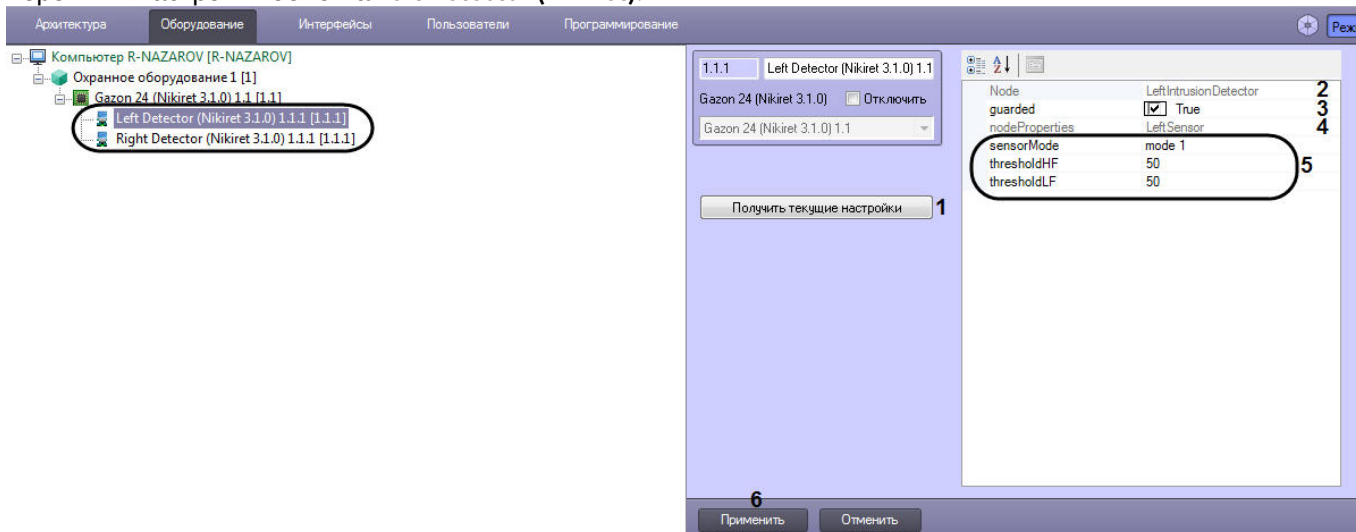 Архитектура Оборудование Интерфейсы Пользователи Программирование
Компьютер R-NAZAROV [R-NAZAROV]
Охранное оборудование 1 [1]
Gazon 24 (Nikiret 3.1.0) 1.1 [1.1]
Left Detector (Nikiret 3.1.0) 1.1.1 [1.1.1]
Right Detector (Nikiret 3.1.0) 1.1.1 [1.1.1]
1.1.1 Left Detector (Nikiret 3.1.0) 1.1
Gazon 24 (Nikiret 3.1.0) Отключить
Gazon 24 (Nikiret 3.1.0) 1.1
Получить текущие настройки 1
Node LeftIntrusionDetector 2
guarded True 3
nodeProperties LeftSensor 4
sensorMode mode 1
thresholdHF 50 5
thresholdLF 50
6
Применить Отменить